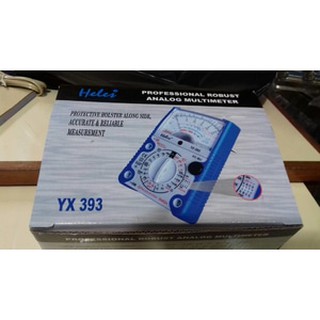 Heles
PROFESSIONAL ROBUST
ANALOG MULTIMETER
PROTECTIVE HOLSTER ALONG SIDE,
ACCURATE & RELIABLE
MEASUREMENT
YX 393
PROFESSIONAL ROBUST ANALOG MULTIMETER